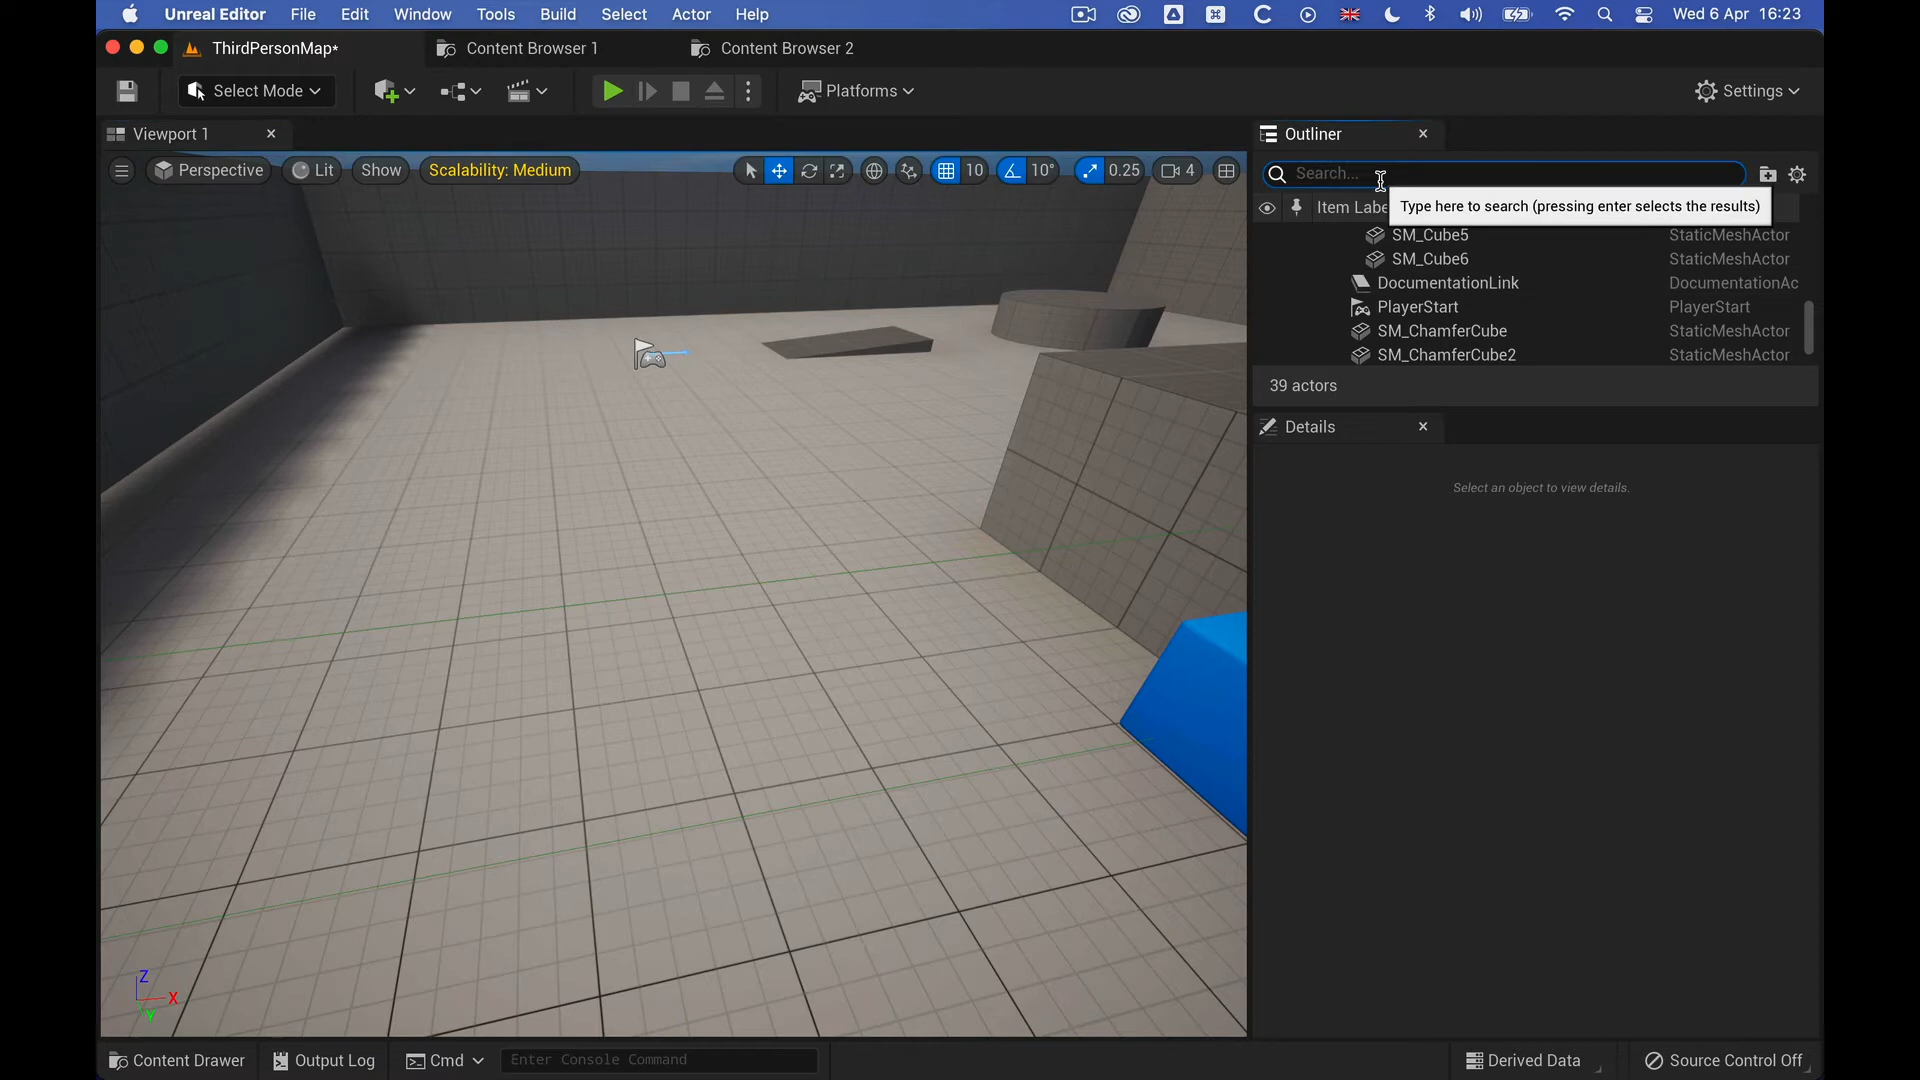 Unreal Editor File Edit Window Tools Build Select Actor Help Wed 6 Apr 16:23
ThirdPersonMap* Content Browser 1 Content Browser 2
Select Mode Platforms Settings
Viewport 1 Outliner
Perspective Lit Show Scalability: Medium 10 10° 0.25 4 Search...
Type here to search (pressing enter selects the results)
Item Labe
SM_Cube5 StaticMeshActor
SM_Cube6 StaticMeshActor
DocumentationLink DocumentationAc
PlayerStart PlayerStart
SM_ChamferCube StaticMeshActor
SM_ChamferCube2 StaticMeshActor
39 actors
Details
Select an object to view details.
Z
X
Y
Content Drawer Output Log Cmd Enter Console Command Derived Data Source Control Off